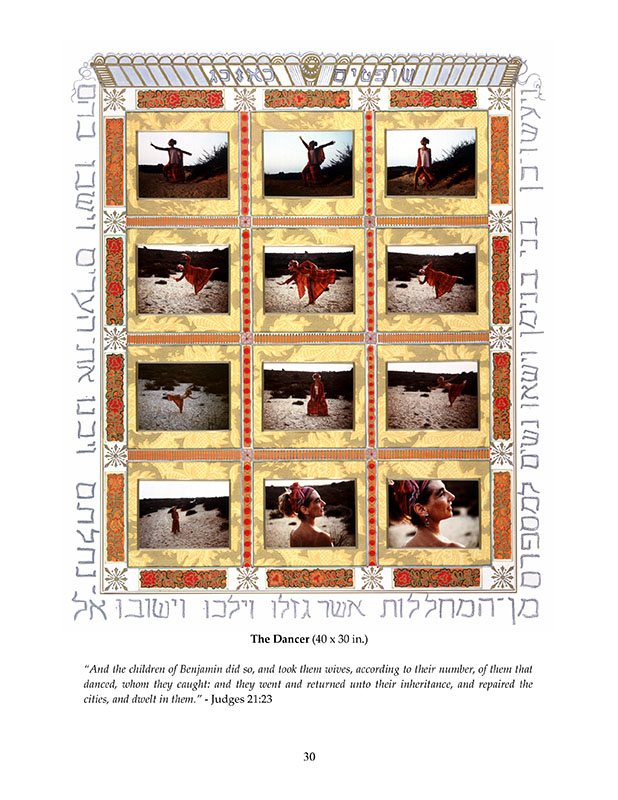 שופטים כא:כג
ויעשו כן בני בנימן וישאו נשים למספרם
מן־המחללות אשר גזלו וילכו וישובו אל
נחלתם ויבנו את הערים וישבו בהם
The Dancer (40 x 30 in.)
“And the children of Benjamin did so, and took them wives, according to their number, of them that
danced, whom they caught: and they went and returned unto their inheritance, and repaired the
cities, and dwelt in them.” - Judges 21:23
30